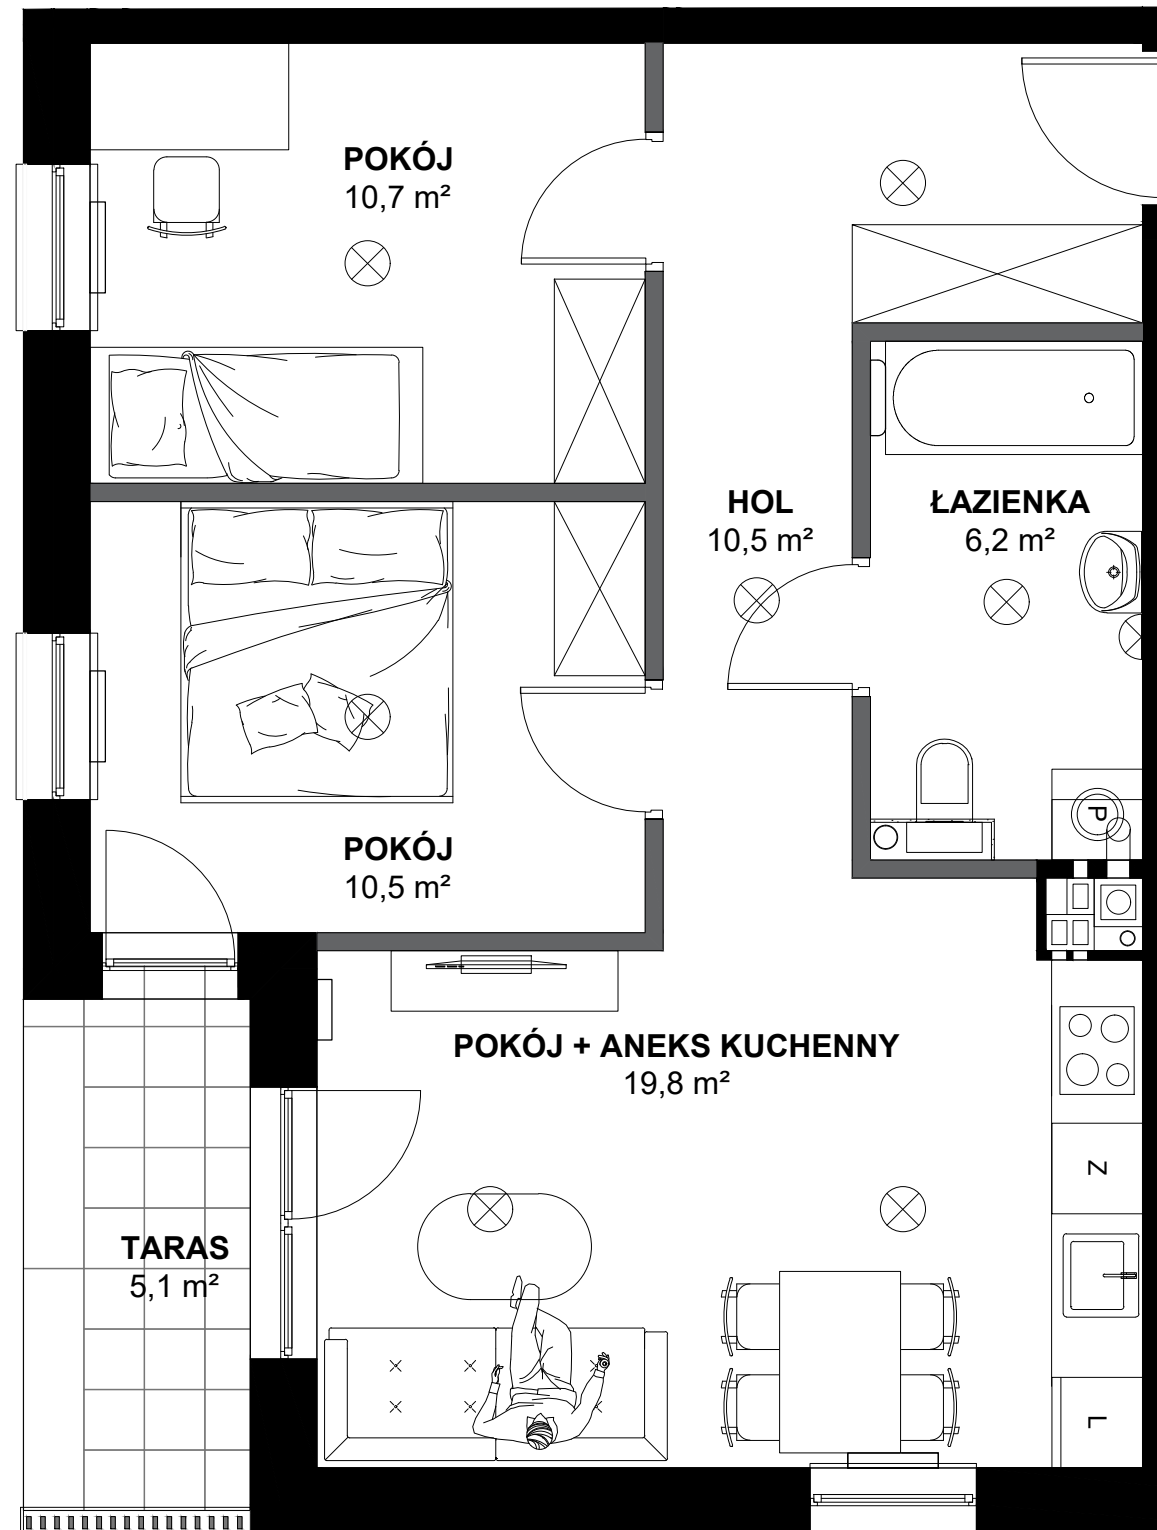 POKÓJ
10,7 m²
HOL
10,5 m²
ŁAZIENKA
6,2 m²
P
POKÓJ
10,5 m²
POKÓJ + ANEKS KUCHENNY
19,8 m²
Z
TARAS
5,1 m²
L